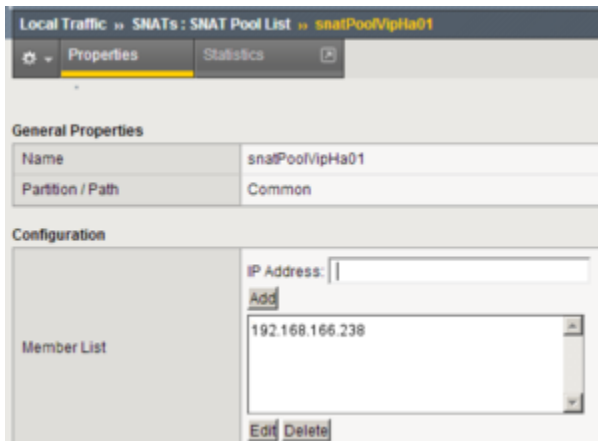 Local Traffic » SNATs : SNAT Pool List » snatPoolVipHa01
Properties Statistics
General Properties
Name snatPoolVipHa01
Partition / Path Common
Configuration
IP Address:
Add
192.168.166.238
Member List
Edit Delete